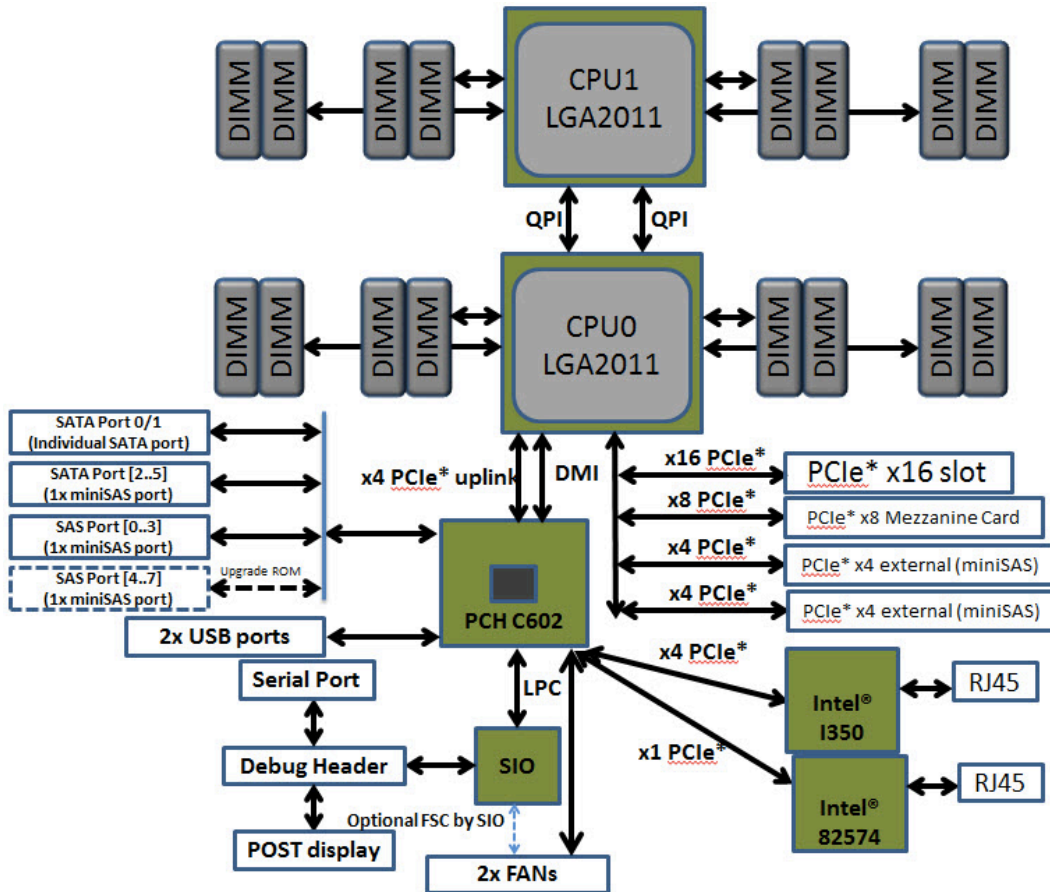 DIMM
DIMM
DIMM
DIMM
CPU1
LGA2011
DIMM
DIMM
DIMM
DIMM
QPI
QPI
DIMM
DIMM
DIMM
DIMM
CPU0
LGA2011
DIMM
DIMM
DIMM
DIMM
SATA Port 0/1
(Individual SATA port)
SATA Port [2..5]
(1x miniSAS port)
SAS Port [0..3]
(1x miniSAS port)
SAS Port [4..7]
(1x miniSAS port)
Upgrade ROM
x4 PCIe* uplink
DMI
x16 PCIe*
PCIe* x16 slot
x8 PCIe*
PCIe* x8 Mezzanine Card
x4 PCIe*
PCIe* x4 external (miniSAS)
x4 PCIe*
PCIe* x4 external (miniSAS)
PCH C602
2x USB ports
Serial Port
LPC
x4 PCIe*
Intel®
I350
RJ45
Debug Header
SIO
x1 PCIe*
Intel®
82574
RJ45
Optional FSC by SIO
POST display
2x FANs